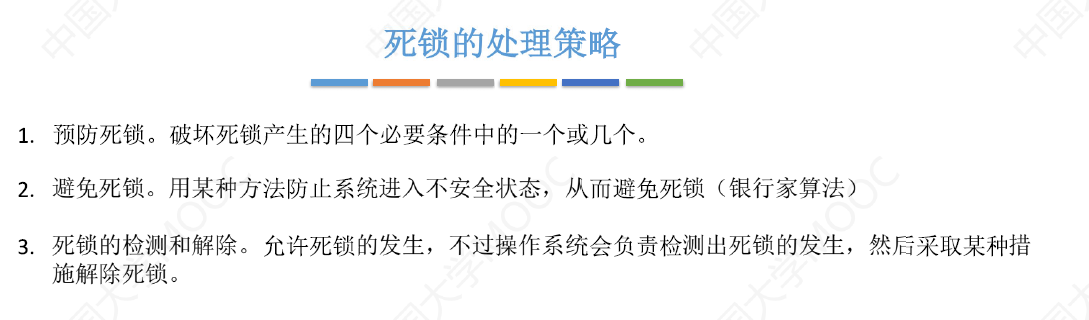 死锁的处理策略
1. 预防死锁。破坏死锁产生的四个必要条件中的一个或几个。
2. 避免死锁。用某种方法防止系统进入不安全状态，从而避免死锁（银行家算法）
3. 死锁的检测和解除。允许死锁的发生，不过操作系统会负责检测出死锁的发生，然后采取某种措
施解除死锁。